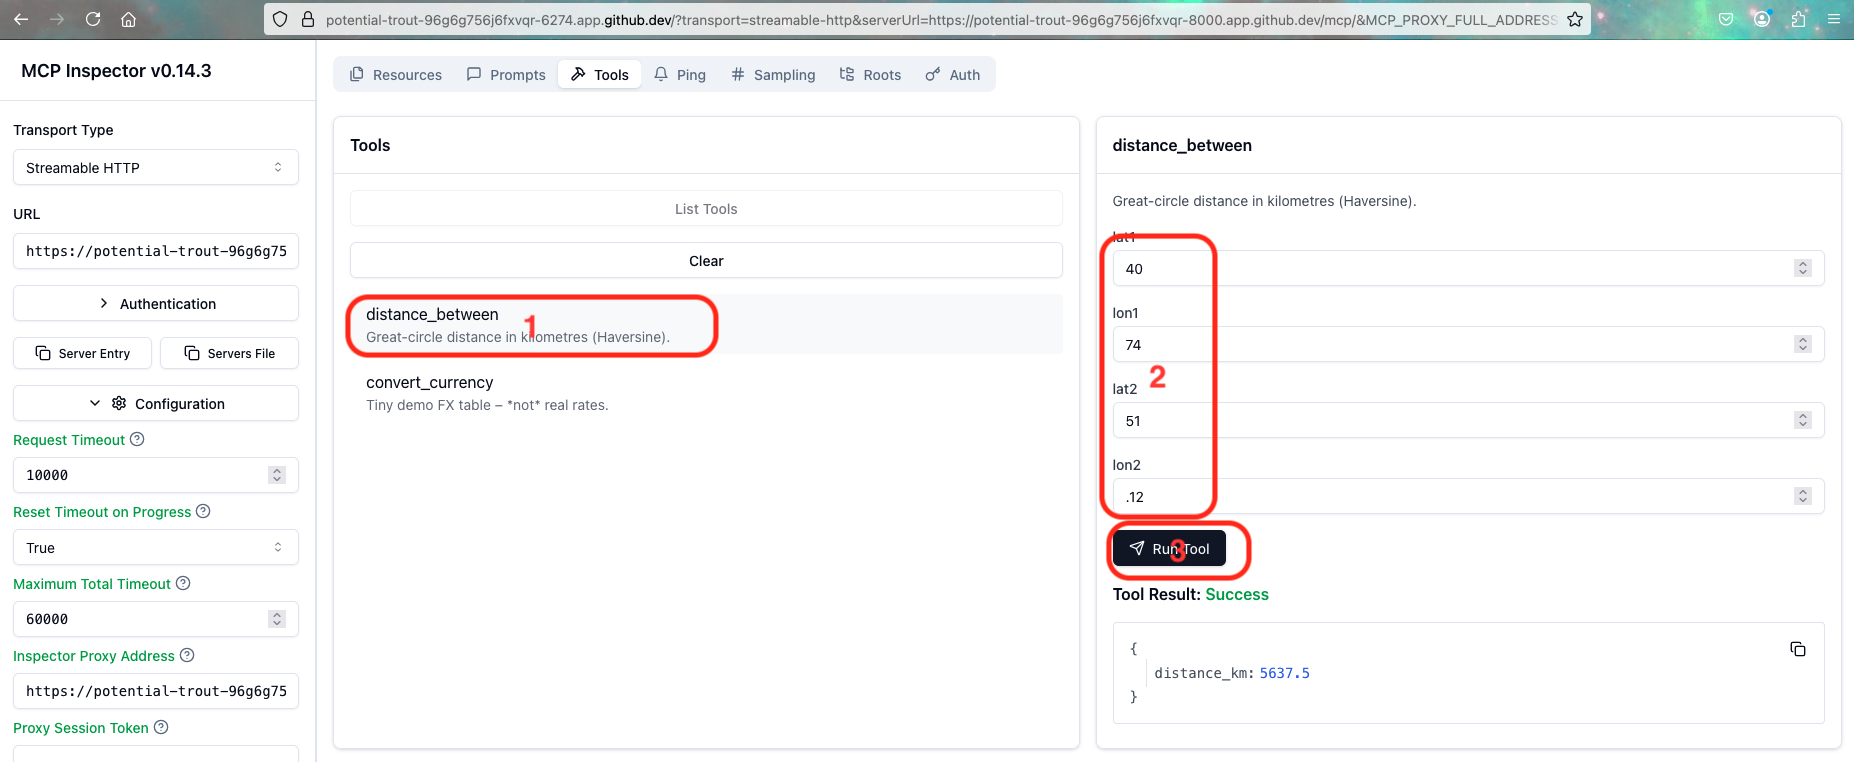 potential-trout-96g6g756j6fxvqr-6274.app.github.dev/?transport=streamable-http&serverUrl=https://potential-trout-96g6g756j6fxvqr-8000.app.github.dev/mcp/&MCP_PROXY_FULL_ADDRESS
MCP Inspector v0.14.3
Transport Type
Streamable HTTP
URL
https://potential-trout-96g6g75
Authentication
Server Entry
Servers File
Configuration
Request Timeout
10000
Reset Timeout on Progress
True
Maximum Total Timeout
60000
Inspector Proxy Address
https://potential-trout-96g6g75
Proxy Session Token
Resources
Prompts
Tools
Ping
Sampling
Roots
Auth
Tools
List Tools
Clear
distance_between
1
Great-circle distance in kilometres (Haversine).
convert_currency
Tiny demo FX table – *not* real rates.
distance_between
Great-circle distance in kilometres (Haversine).
lat1
40
lon1
74
2
lat2
51
lon2
.12
Run Tool
3
Tool Result: Success
{
distance_km: 5637.5
}